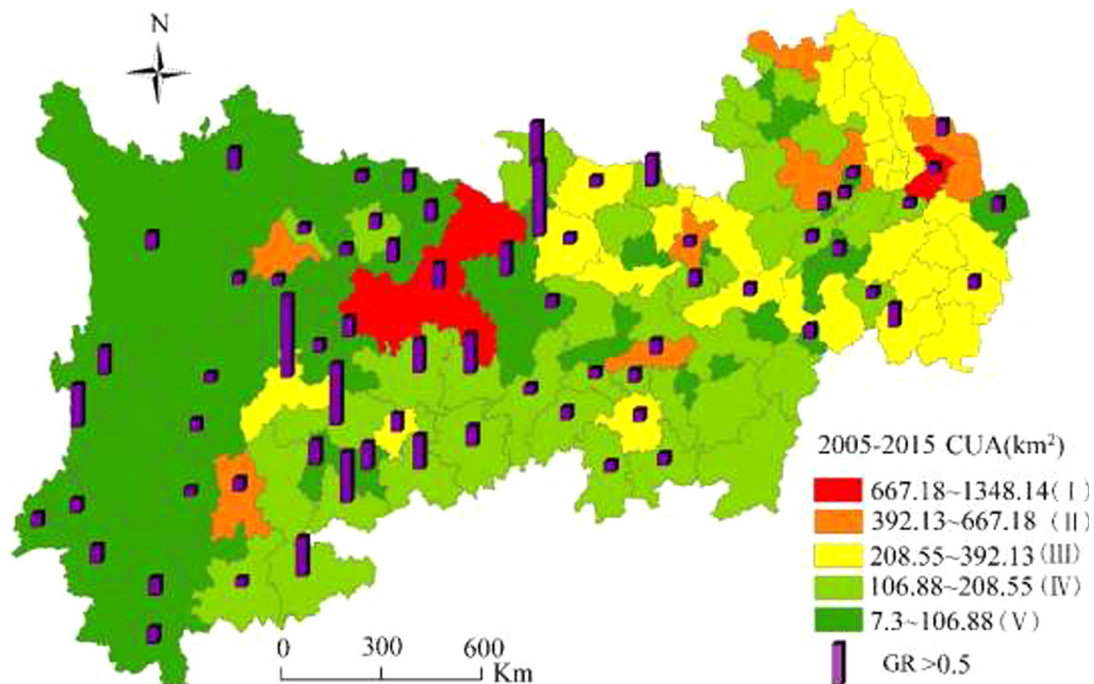 N
2005-2015 CUA(km²)
667.18~1348.14(Ⅰ)
392.13~667.18 (Ⅱ)
208.55~392.13(Ⅲ)
106.88~208.55(Ⅳ)
7.3~106.88(Ⅴ)
GR>0.5
0 300 600
Km